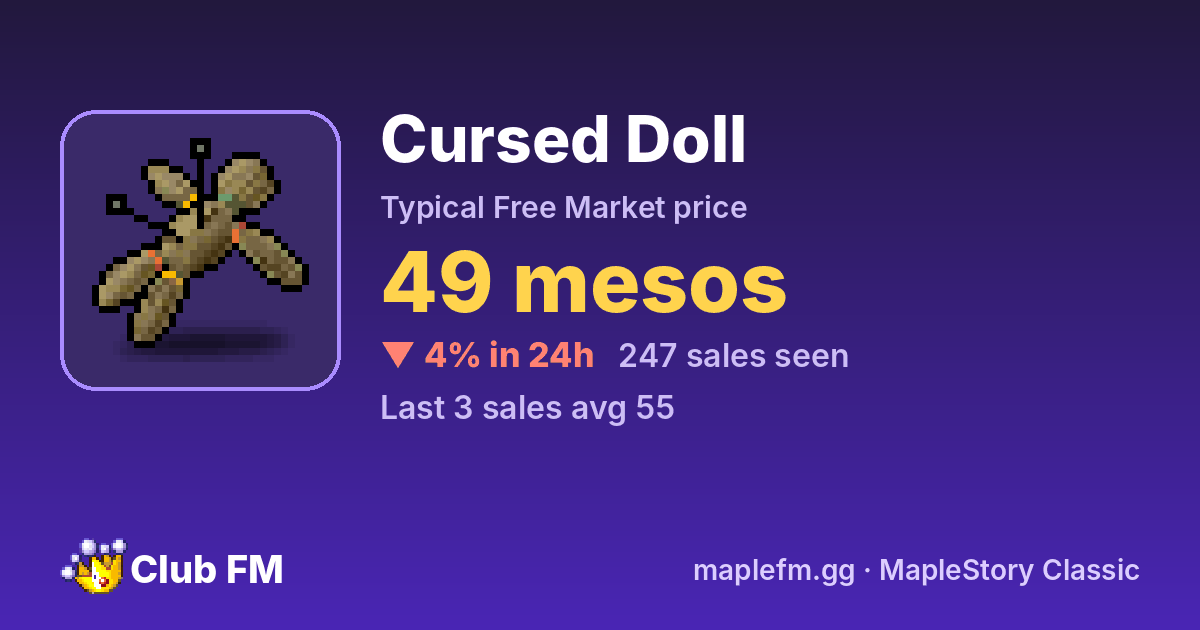 Cursed Doll
Typical Free Market price
49 mesos
▼ 4% in 24h 247 sales seen
Last 3 sales avg 55
Club FM
maplefm.gg · MapleStory Classic